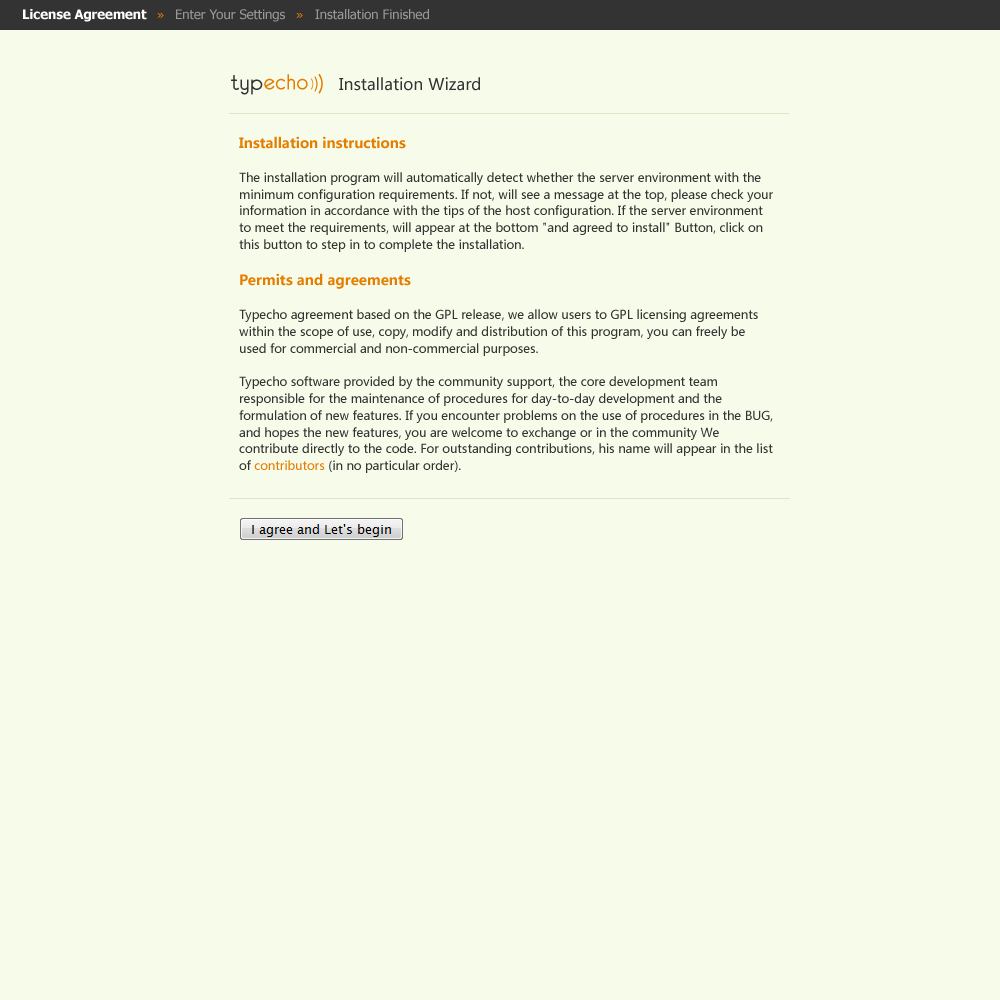 License Agreement » Enter Your Settings » Installation Finished
typecho))) Installation Wizard
Installation instructions
The installation program will automatically detect whether the server environment with the
minimum configuration requirements. If not, will see a message at the top, please check your
information in accordance with the tips of the host configuration. If the server environment
to meet the requirements, will appear at the bottom "and agreed to install" Button, click on
this button to step in to complete the installation.
Permits and agreements
Typecho agreement based on the GPL release, we allow users to GPL licensing agreements
within the scope of use, copy, modify and distribution of this program, you can freely be
used for commercial and non-commercial purposes.
Typecho software provided by the community support, the core development team
responsible for the maintenance of procedures for day-to-day development and the
formulation of new features. If you encounter problems on the use of procedures in the BUG,
and hopes the new features, you are welcome to exchange or in the community We
contribute directly to the code. For outstanding contributions, his name will appear in the list
of contributors (in no particular order).
I agree and Let's begin